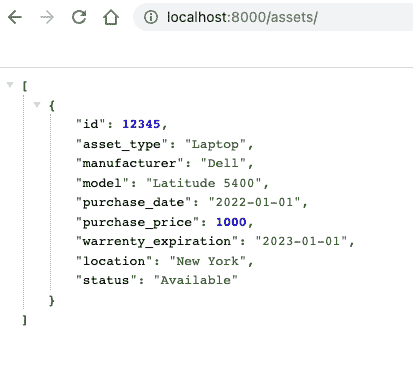 localhost:8000/assets/
[
{
"id": 12345,
"asset_type": "Laptop",
"manufacturer": "Dell",
"model": "Latitude 5400",
"purchase_date": "2022-01-01",
"purchase_price": 1000,
"warrenty_expiration": "2023-01-01",
"location": "New York",
"status": "Available"
}
]